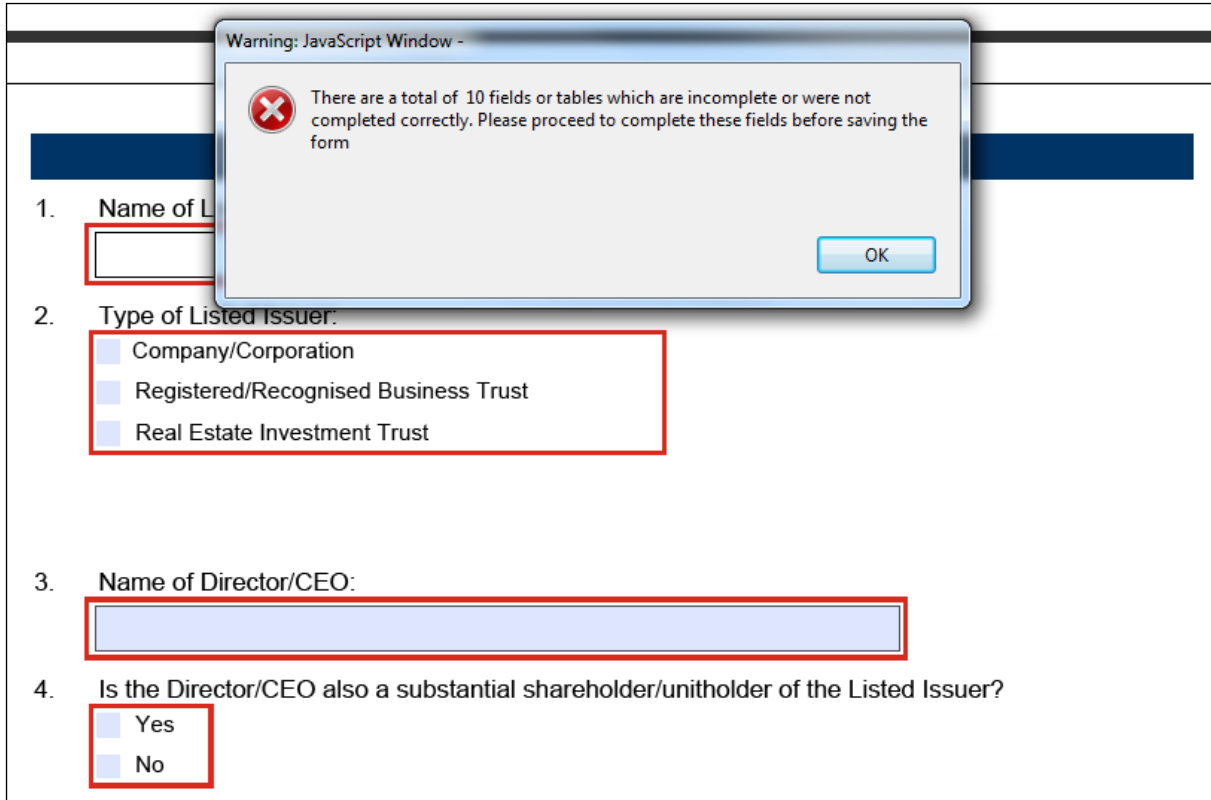 Warning: JavaScript Window -
There are a total of 10 fields or tables which are incomplete or were not
completed correctly. Please proceed to complete these fields before saving the
form
OK
1. Name of L
2. Type of Listed Issuer:
Company/Corporation
Registered/Recognised Business Trust
Real Estate Investment Trust
3. Name of Director/CEO:
4. Is the Director/CEO also a substantial shareholder/unitholder of the Listed Issuer?
Yes
No